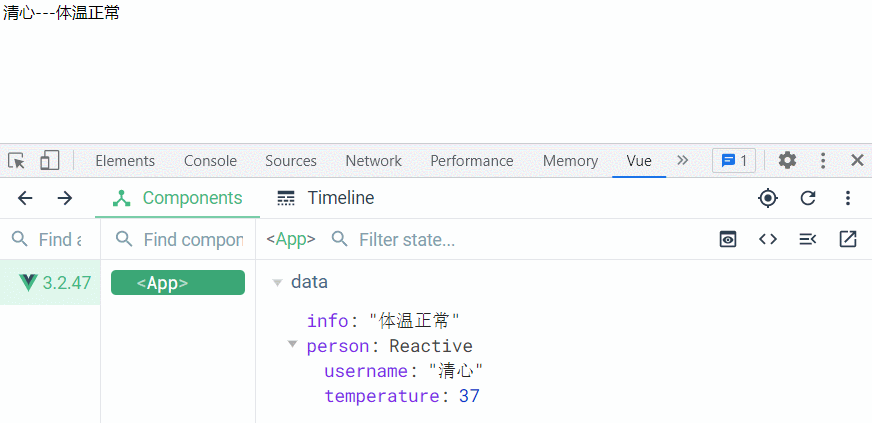 清心---体温正常
Elements Console Sources Network Performance Memory Vue 1
Components Timeline
Find a Find compon <App> Filter state...
3.2.47 <App> data
info: "体温正常"
person: Reactive
username: "清心"
temperature: 37